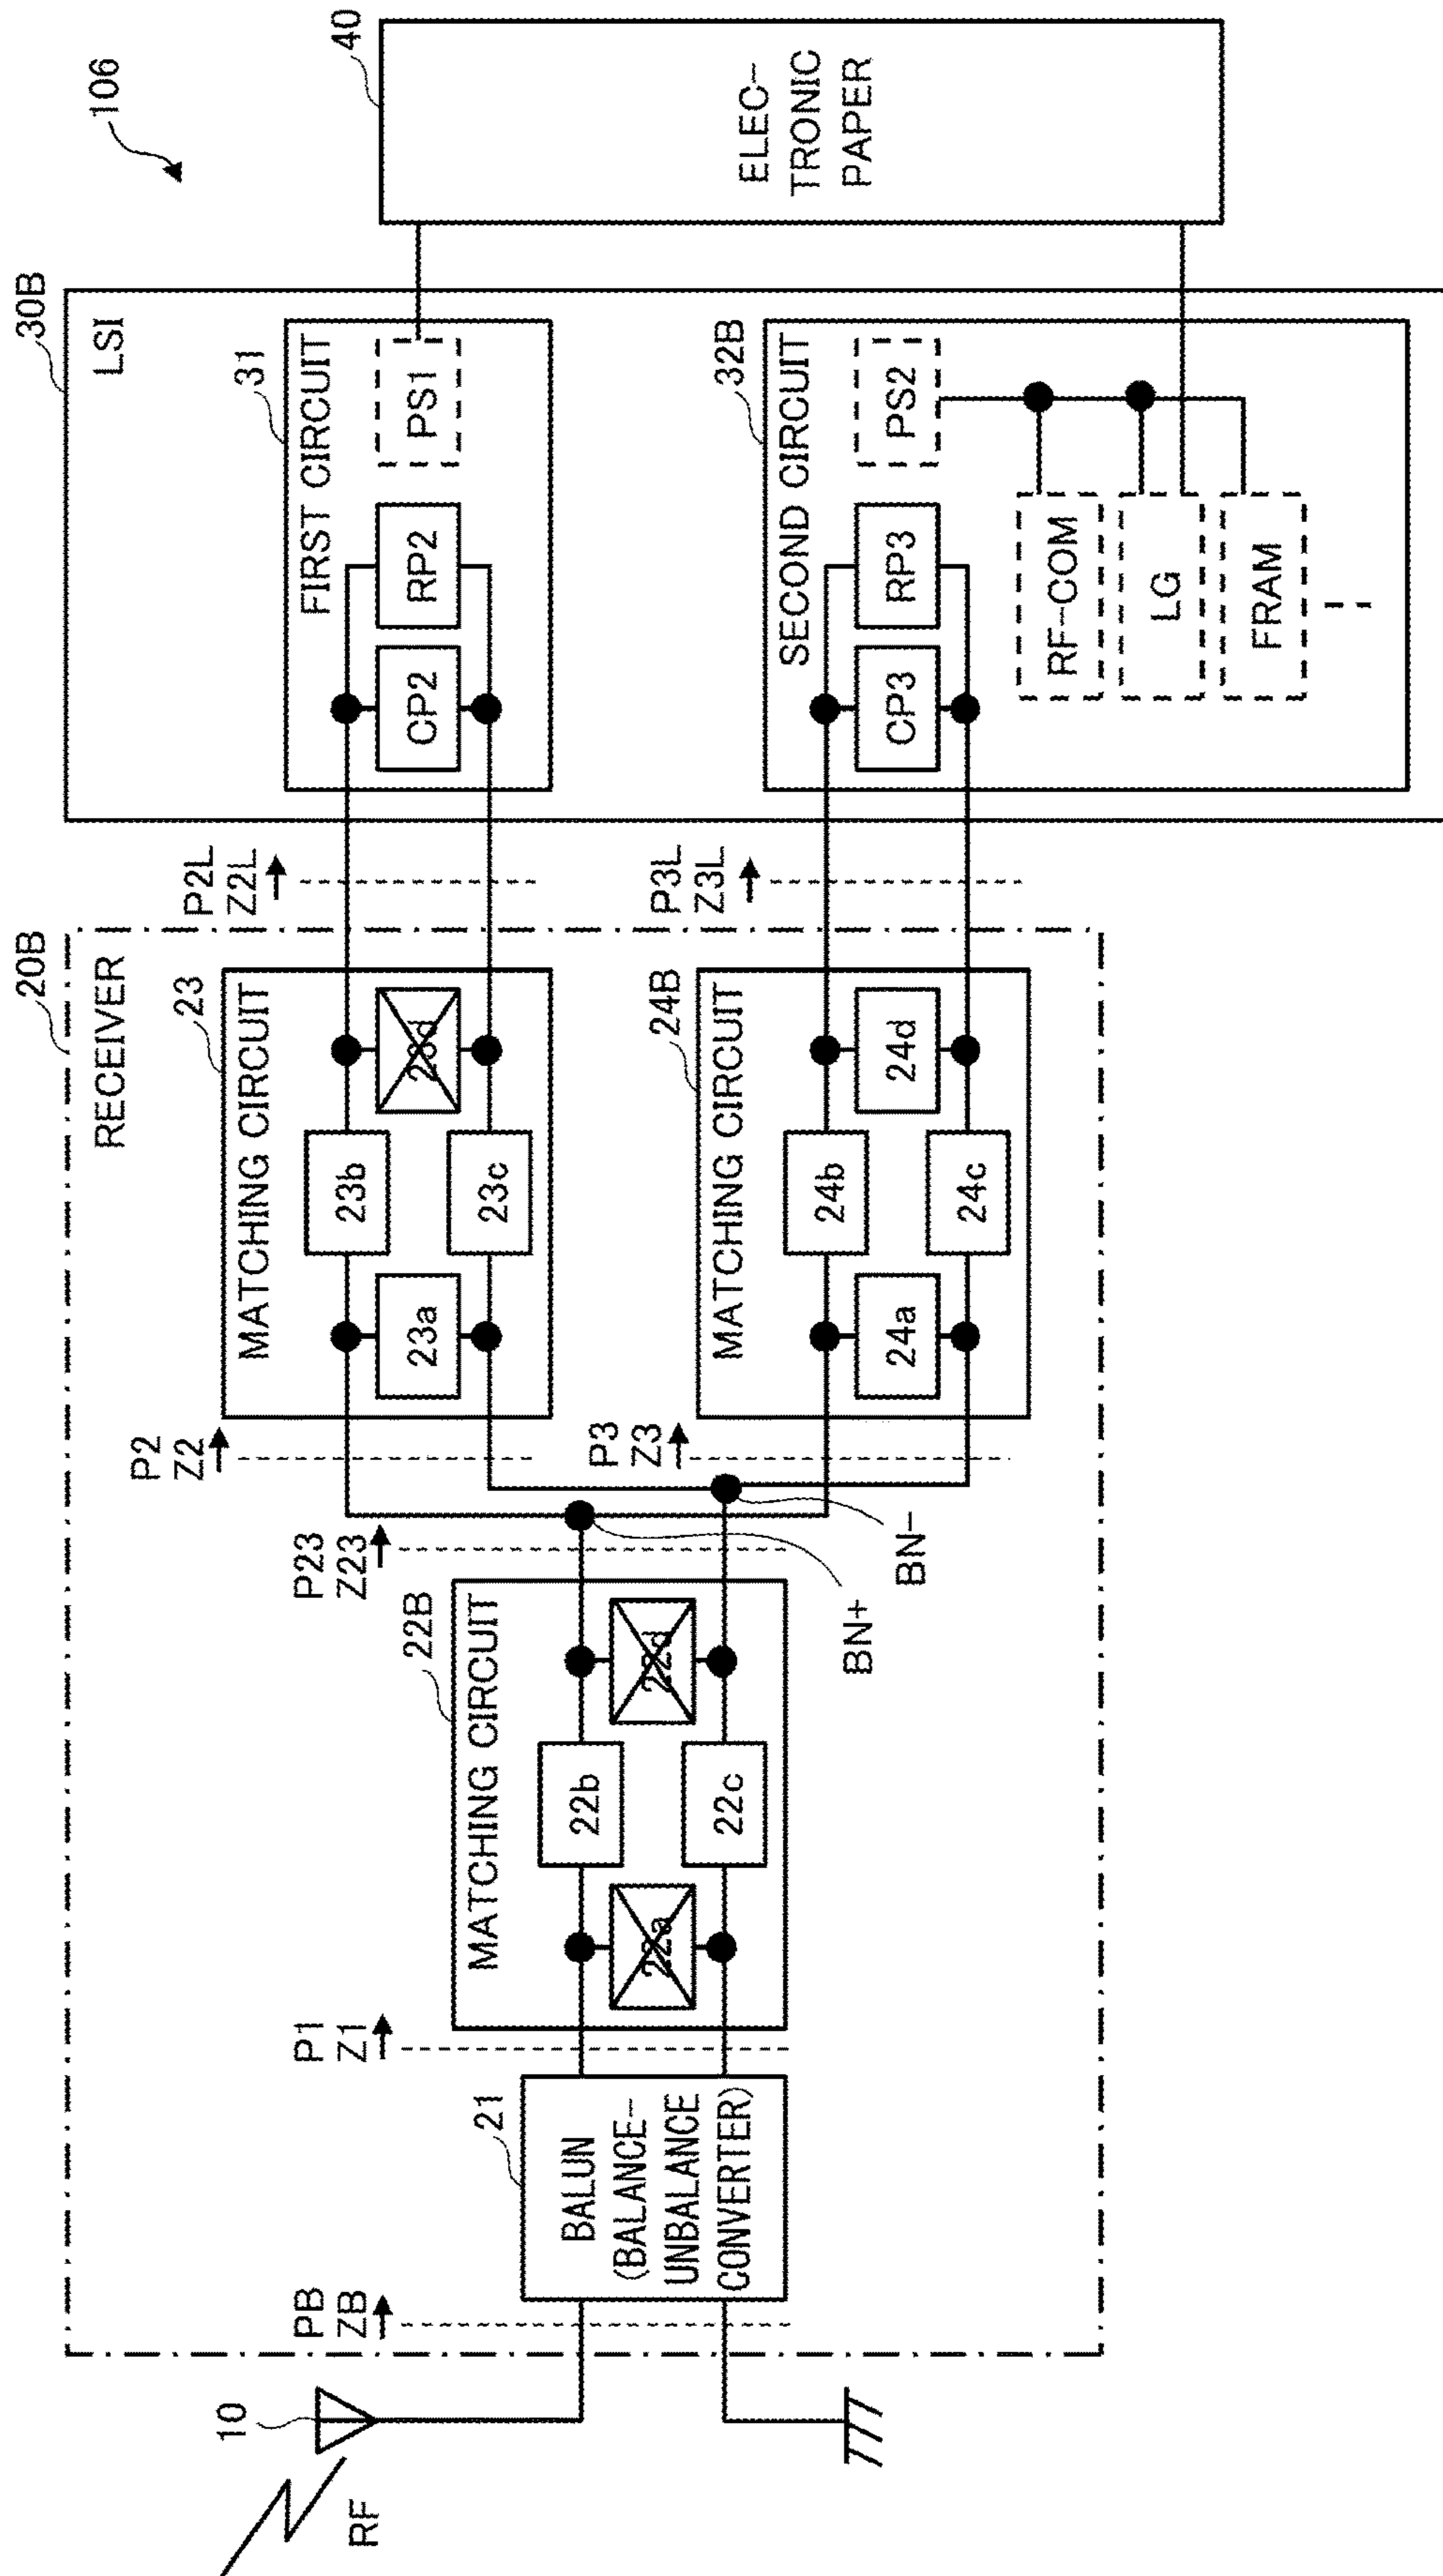 106
RF
10
20B
RECEIVER
PB
ZB
21
BALUN
(BALANCE-
UNBALANCE
CONVERTER)
P1
Z1
22B
MATCHING CIRCUIT
22a
22b
22c
22d
P23
Z23
BN+
BN-
P2
Z2
23
MATCHING CIRCUIT
23a
23b
23c
23d
P3
Z3
24B
MATCHING CIRCUIT
24a
24b
24c
24d
P2L
Z2L
P3L
Z3L
30B
LSI
31
FIRST CIRCUIT
CP2
RP2
PS1
32B
SECOND CIRCUIT
CP3
RP3
PS2
RF-COM
LG
FRAM
40
ELEC-
TRONIC
PAPER